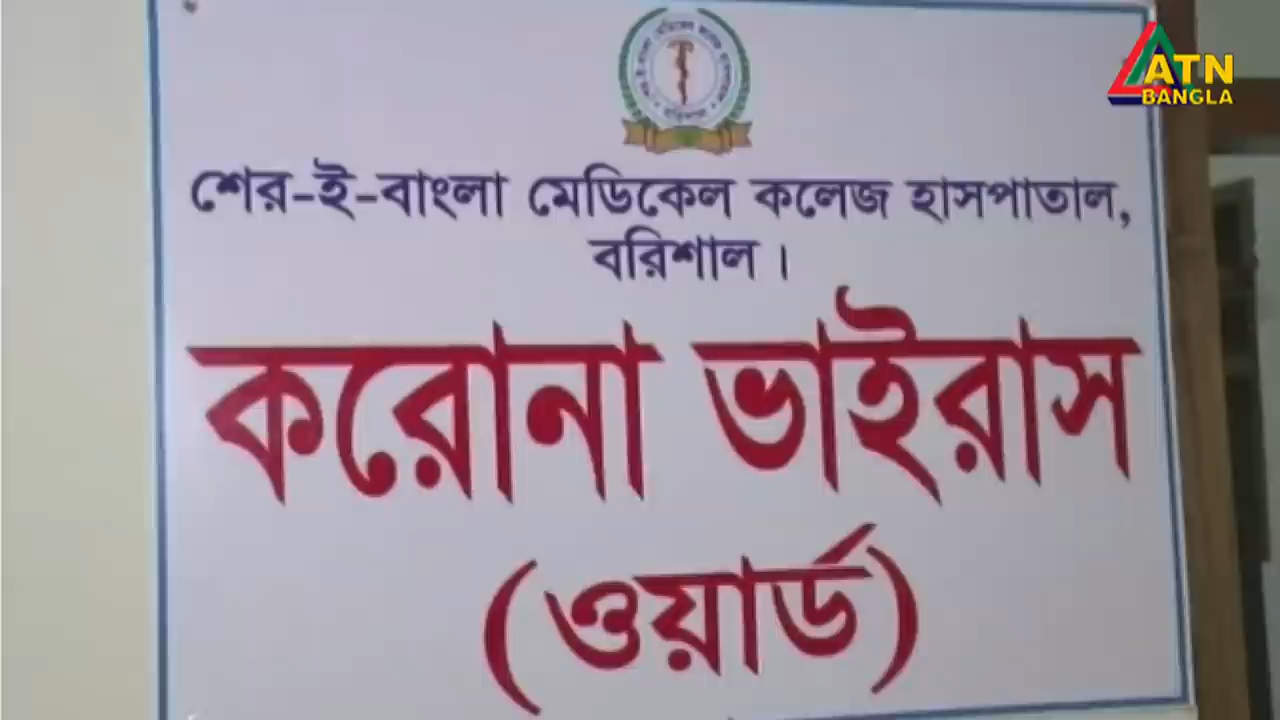 ATN
BANGLA
শের-ই-বাংলা মেডিকেল কলেজ হাসপাতাল,
বরিশাল।
করোনা ভাইরাস
(ওয়ার্ড)